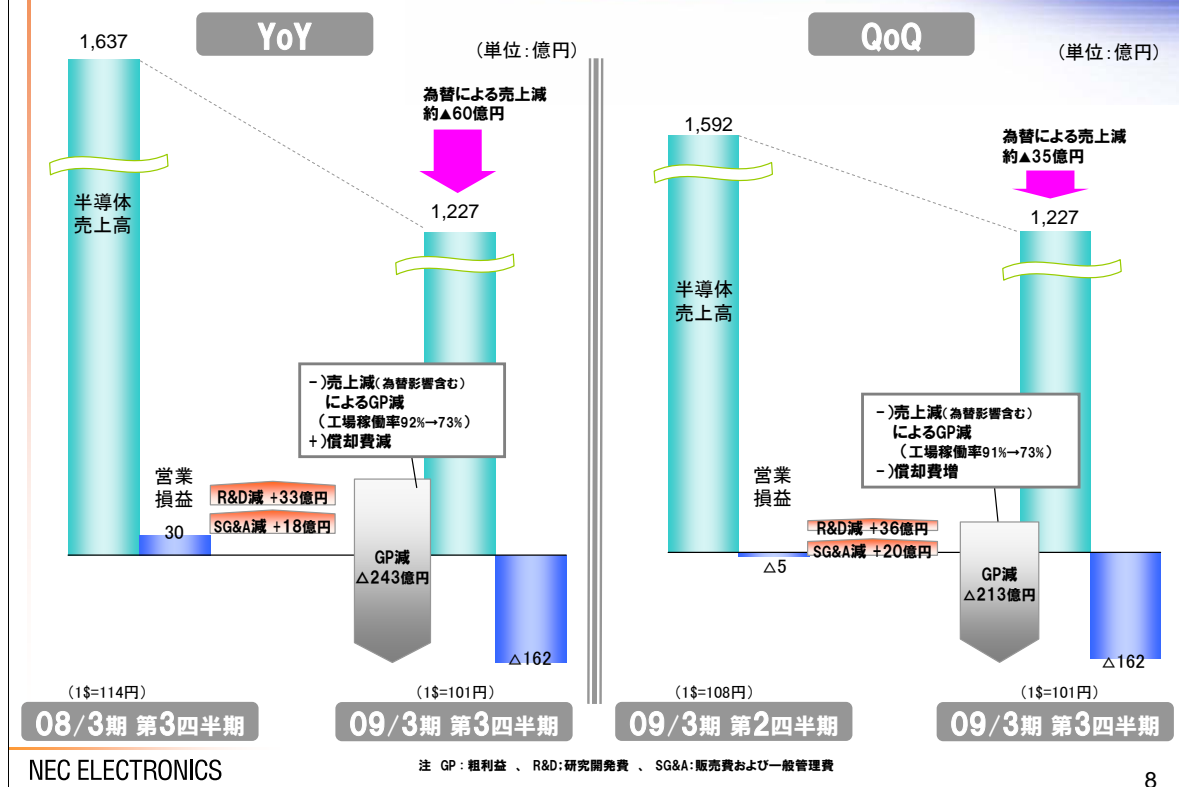 YoY
(単位:億円)
1,637
為替による売上減
約▲60億円
半導体
売上高
1,227
-)売上減(為替影響含む)
によるGP減
(工場稼働率92%→73%)
+)償却費減
営業
損益
30
R&D減 +33億円
SG&A減 +18億円
GP減
△243億円
△162
(1$=114円)
(1$=101円)
08/3期 第3四半期
09/3期 第3四半期
QoQ
(単位:億円)
1,592
為替による売上減
約▲35億円
1,227
半導体
売上高
-)売上減(為替影響含む)
によるGP減
(工場稼働率91%→73%)
-)償却費増
営業
損益
R&D減 +36億円
SG&A減 +20億円
△5
GP減
△213億円
△162
(1$=108円)
(1$=101円)
09/3期 第2四半期
09/3期 第3四半期
NEC ELECTRONICS
注 GP:粗利益 、 R&D:研究開発費 、 SG&A:販売費および一般管理費
8